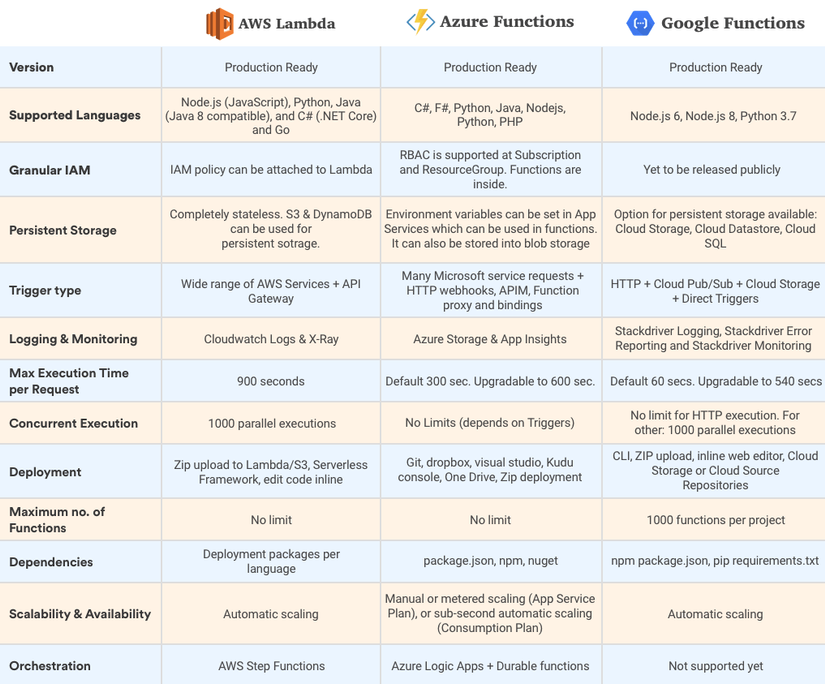 AWS Lambda
Azure Functions
Google Functions
Version
Production Ready
Production Ready
Production Ready
Supported Languages
Node.js (JavaScript), Python, Java
(Java 8 compatible), and C# (.NET Core)
and Go
C#, F#, Python, Java, Nodejs,
Python, PHP
Node.js 6, Node.js 8, Python 3.7
Granular IAM
IAM policy can be attached to Lambda
RBAC is supported at Subscription
and ResourceGroup. Functions are
inside.
Yet to be released publicly
Persistent Storage
Completely stateless. S3 & DynamoDB
can be used for
persistent sotrage.
Environment variables can be set in App
Services which can be used in functions.
It can also be stored into blob storage
Option for persistent storage available:
Cloud Storage, Cloud Datastore, Cloud
SQL
Trigger type
Wide range of AWS Services + API
Gateway
Many Microsoft service requests +
HTTP webhooks, APIM, Function
proxy and bindings
HTTP + Cloud Pub/Sub + Cloud Storage
+ Direct Triggers
Logging & Monitoring
Cloudwatch Logs & X-Ray
Azure Storage & App Insights
Stackdriver Logging, Stackdriver Error
Reporting and Stackdriver Monitoring
Max Execution Time
per Request
900 seconds
Default 300 sec. Upgradable to 600 sec.
Default 60 secs. Upgradable to 540 secs
Concurrent Execution
1000 parallel executions
No Limits (depends on Triggers)
No limit for HTTP execution. For
other: 1000 parallel executions
Deployment
Zip upload to Lambda/S3, Serverless
Framework, edit code inline
Git, dropbox, visual studio, Kudu
console, One Drive, Zip deployment
CLI, ZIP upload, inline web editor, Cloud
Storage or Cloud Source
Repositories
Maximum no. of
Functions
No limit
No limit
1000 functions per project
Dependencies
Deployment packages per
language
package.json, npm, nuget
npm package.json, pip requirements.txt
Scalability & Availability
Automatic scaling
Manual or metered scaling (App Service
Plan), or sub-second automatic scaling
(Consumption Plan)
Automatic scaling
Orchestration
AWS Step Functions
Azure Logic Apps + Durable functions
Not supported yet